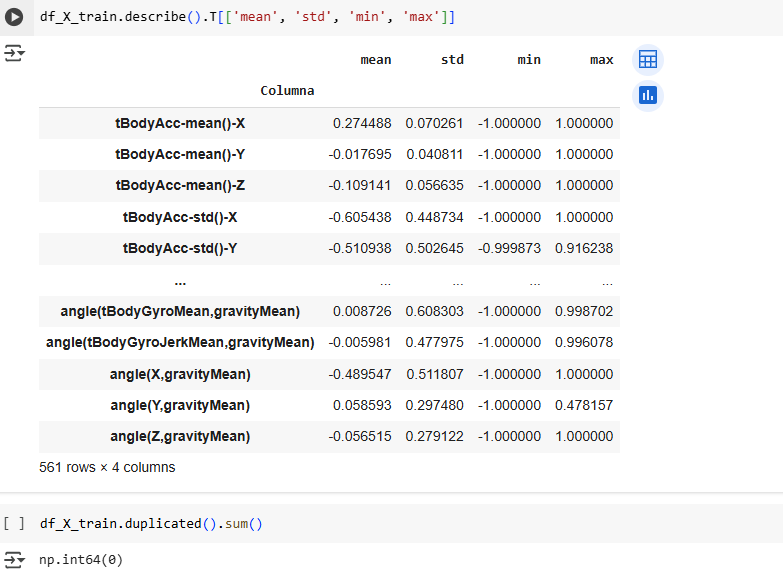 df_X_train.describe().T[['mean', 'std', 'min', 'max']]
mean std min max
Columna
tBodyAcc-mean()-X 0.274488 0.070261 -1.000000 1.000000
tBodyAcc-mean()-Y -0.017695 0.040811 -1.000000 1.000000
tBodyAcc-mean()-Z -0.109141 0.056635 -1.000000 1.000000
tBodyAcc-std()-X -0.605438 0.448734 -1.000000 1.000000
tBodyAcc-std()-Y -0.510938 0.502645 -0.999873 0.916238
... ... ... ... ...
angle(tBodyGyroMean,gravityMean) 0.008726 0.608303 -1.000000 0.998702
angle(tBodyGyroJerkMean,gravityMean) -0.005981 0.477975 -1.000000 0.996078
angle(X,gravityMean) -0.489547 0.511807 -1.000000 1.000000
angle(Y,gravityMean) 0.058593 0.297480 -1.000000 0.478157
angle(Z,gravityMean) -0.056515 0.279122 -1.000000 1.000000
561 rows × 4 columns
[ ] df_X_train.duplicated().sum()
np.int64(0)